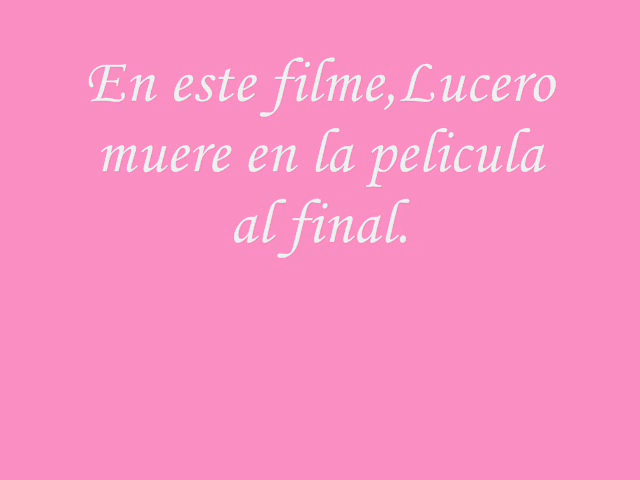 En este filme,Lucero
muere en la pelicula
al final.